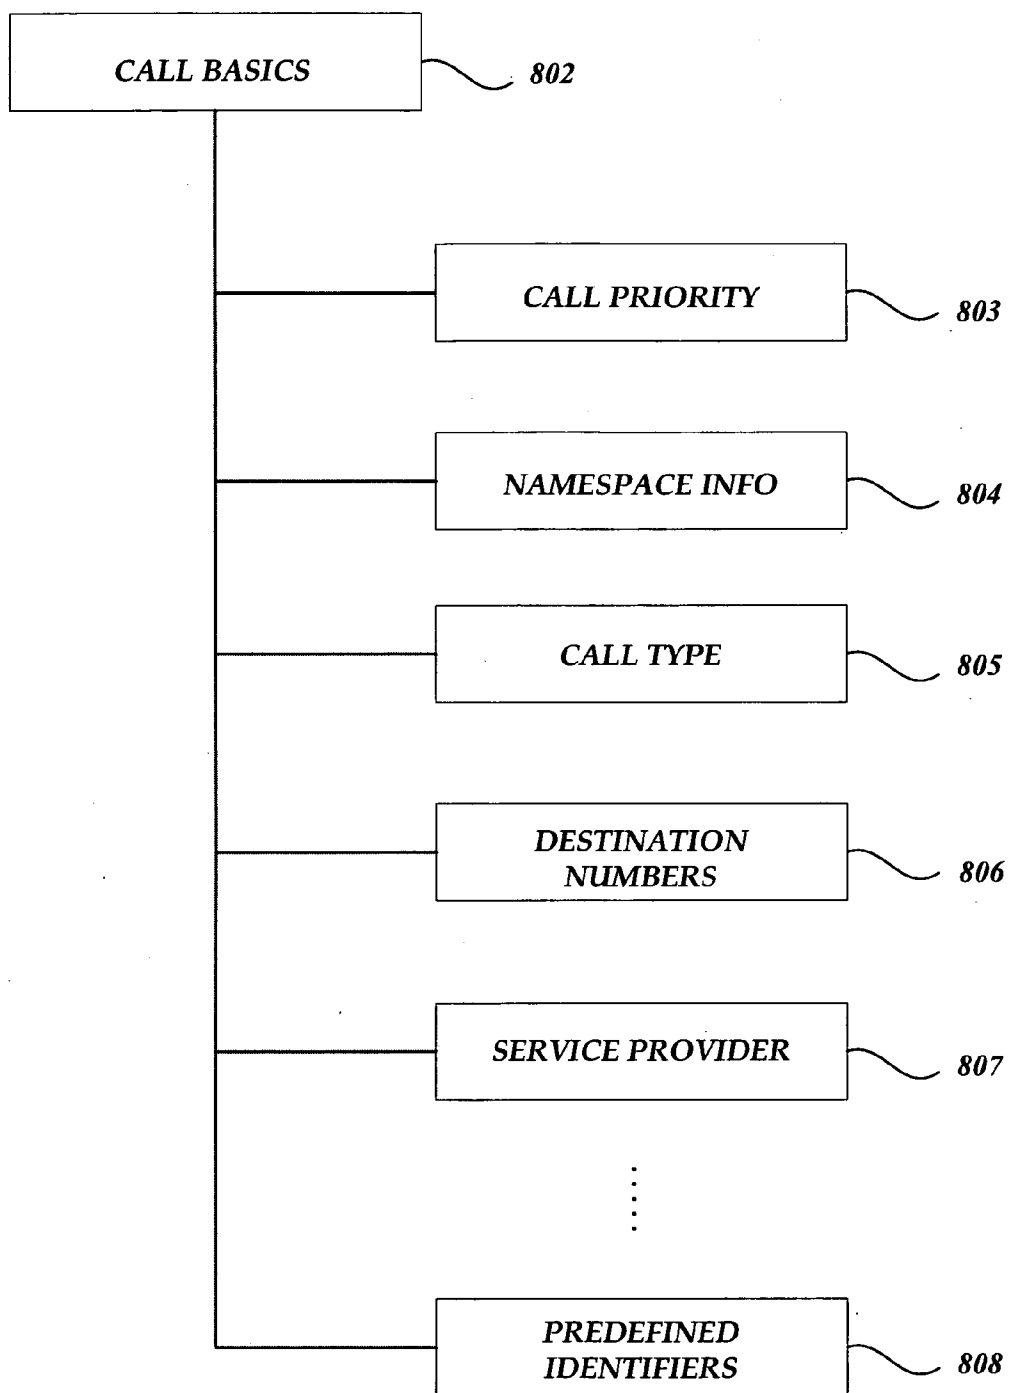 CALL BASICS
802
CALL PRIORITY
803
NAMESPACE INFO
804
CALL TYPE
805
DESTINATION
NUMBERS
806
SERVICE PROVIDER
807
PREDEFINED
IDENTIFIERS
808